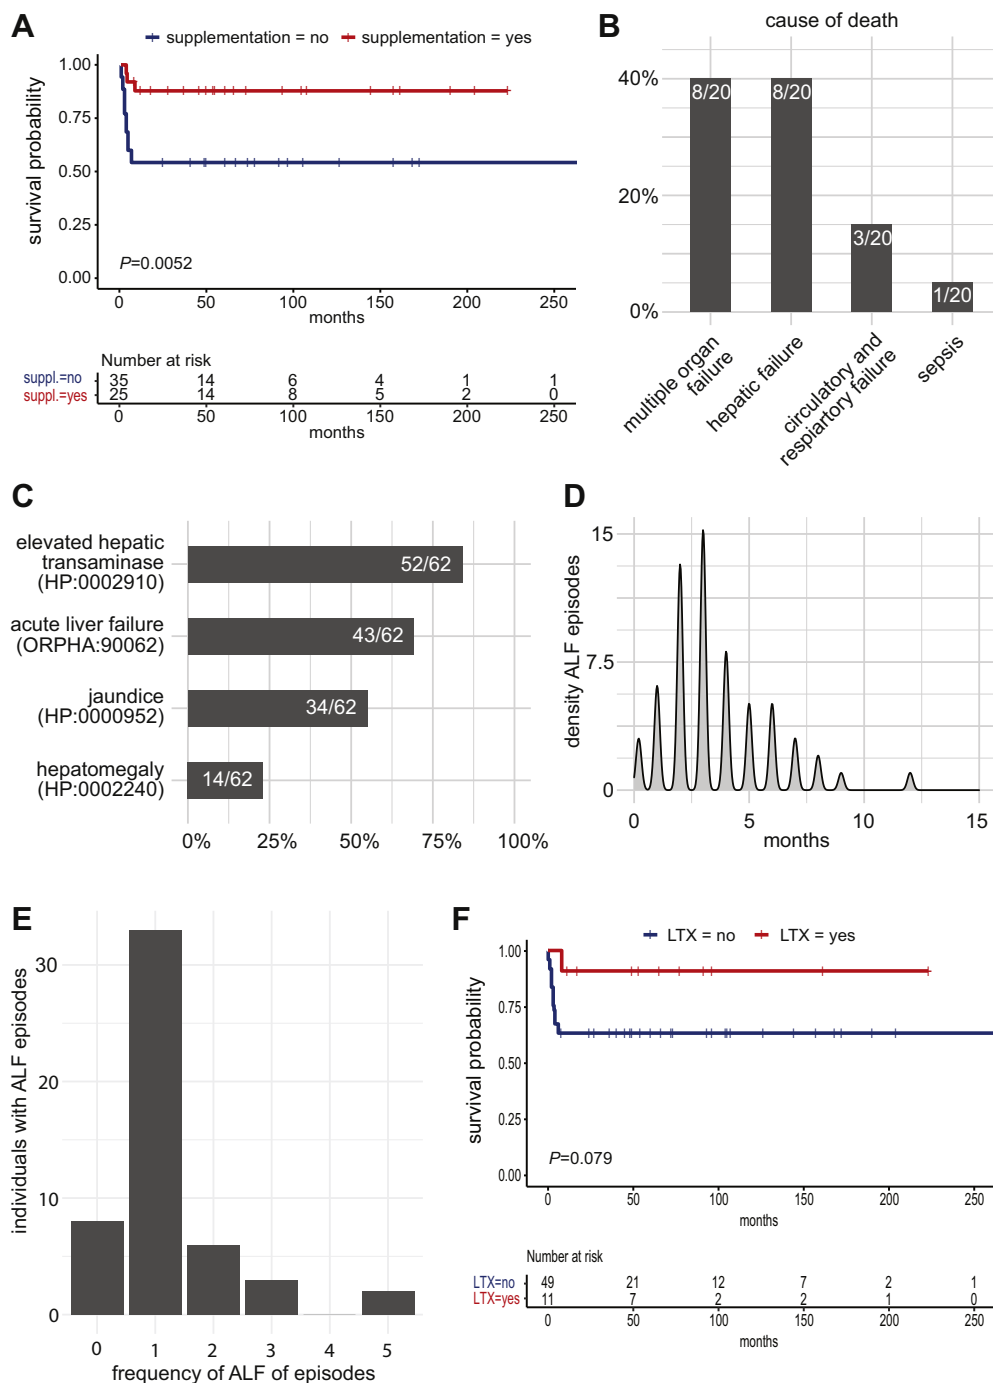 A
supplementation = no supplementation = yes
survival probability
1.00
0.75
0.50
0.25
0.00
P=0.0052
0 50 100 150 200 250
months
Number at risk
suppl.=no 35 14 6 4 1 1
suppl.=yes 25 14 8 5 2 0
0 50 100 150 200 250
months
B
cause of death
40%
20%
0%
8/20 8/20 3/20 1/20
multiple organ
failure
hepatic failure
circulatory and
respiartory failure
sepsis
C
elevated hepatic
transaminase
(HP:0002910)
52/62
acute liver failure
(ORPHA:90062)
43/62
jaundice
(HP:0000952)
34/62
hepatomegaly
(HP:0002240)
14/62
0% 25% 50% 75% 100%
D
density ALF episodes
15
7.5
0
0 5 10 15
months
E
individuals with ALF episodes
30
20
10
0
0 1 2 3 4 5
frequency of ALF of episodes
F
LTX = no LTX = yes
survival probability
1.00
0.75
0.50
0.25
0.00
P=0.079
0 50 100 150 200 250
months
Number at risk
LTX=no 49 21 12 7 2 1
LTX=yes 11 7 2 2 1 0
0 50 100 150 200 250
months